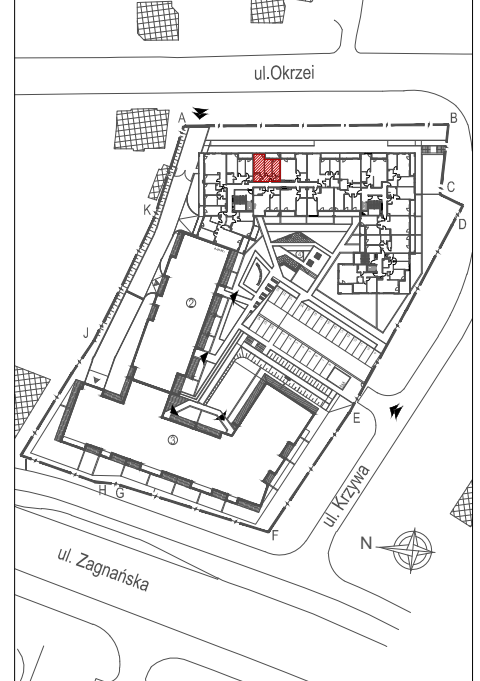 ul.Okrzei
A
B
C
D
K
②
J
E
③
H G
F
ul. Krzywa
N
ul. Zagnańska